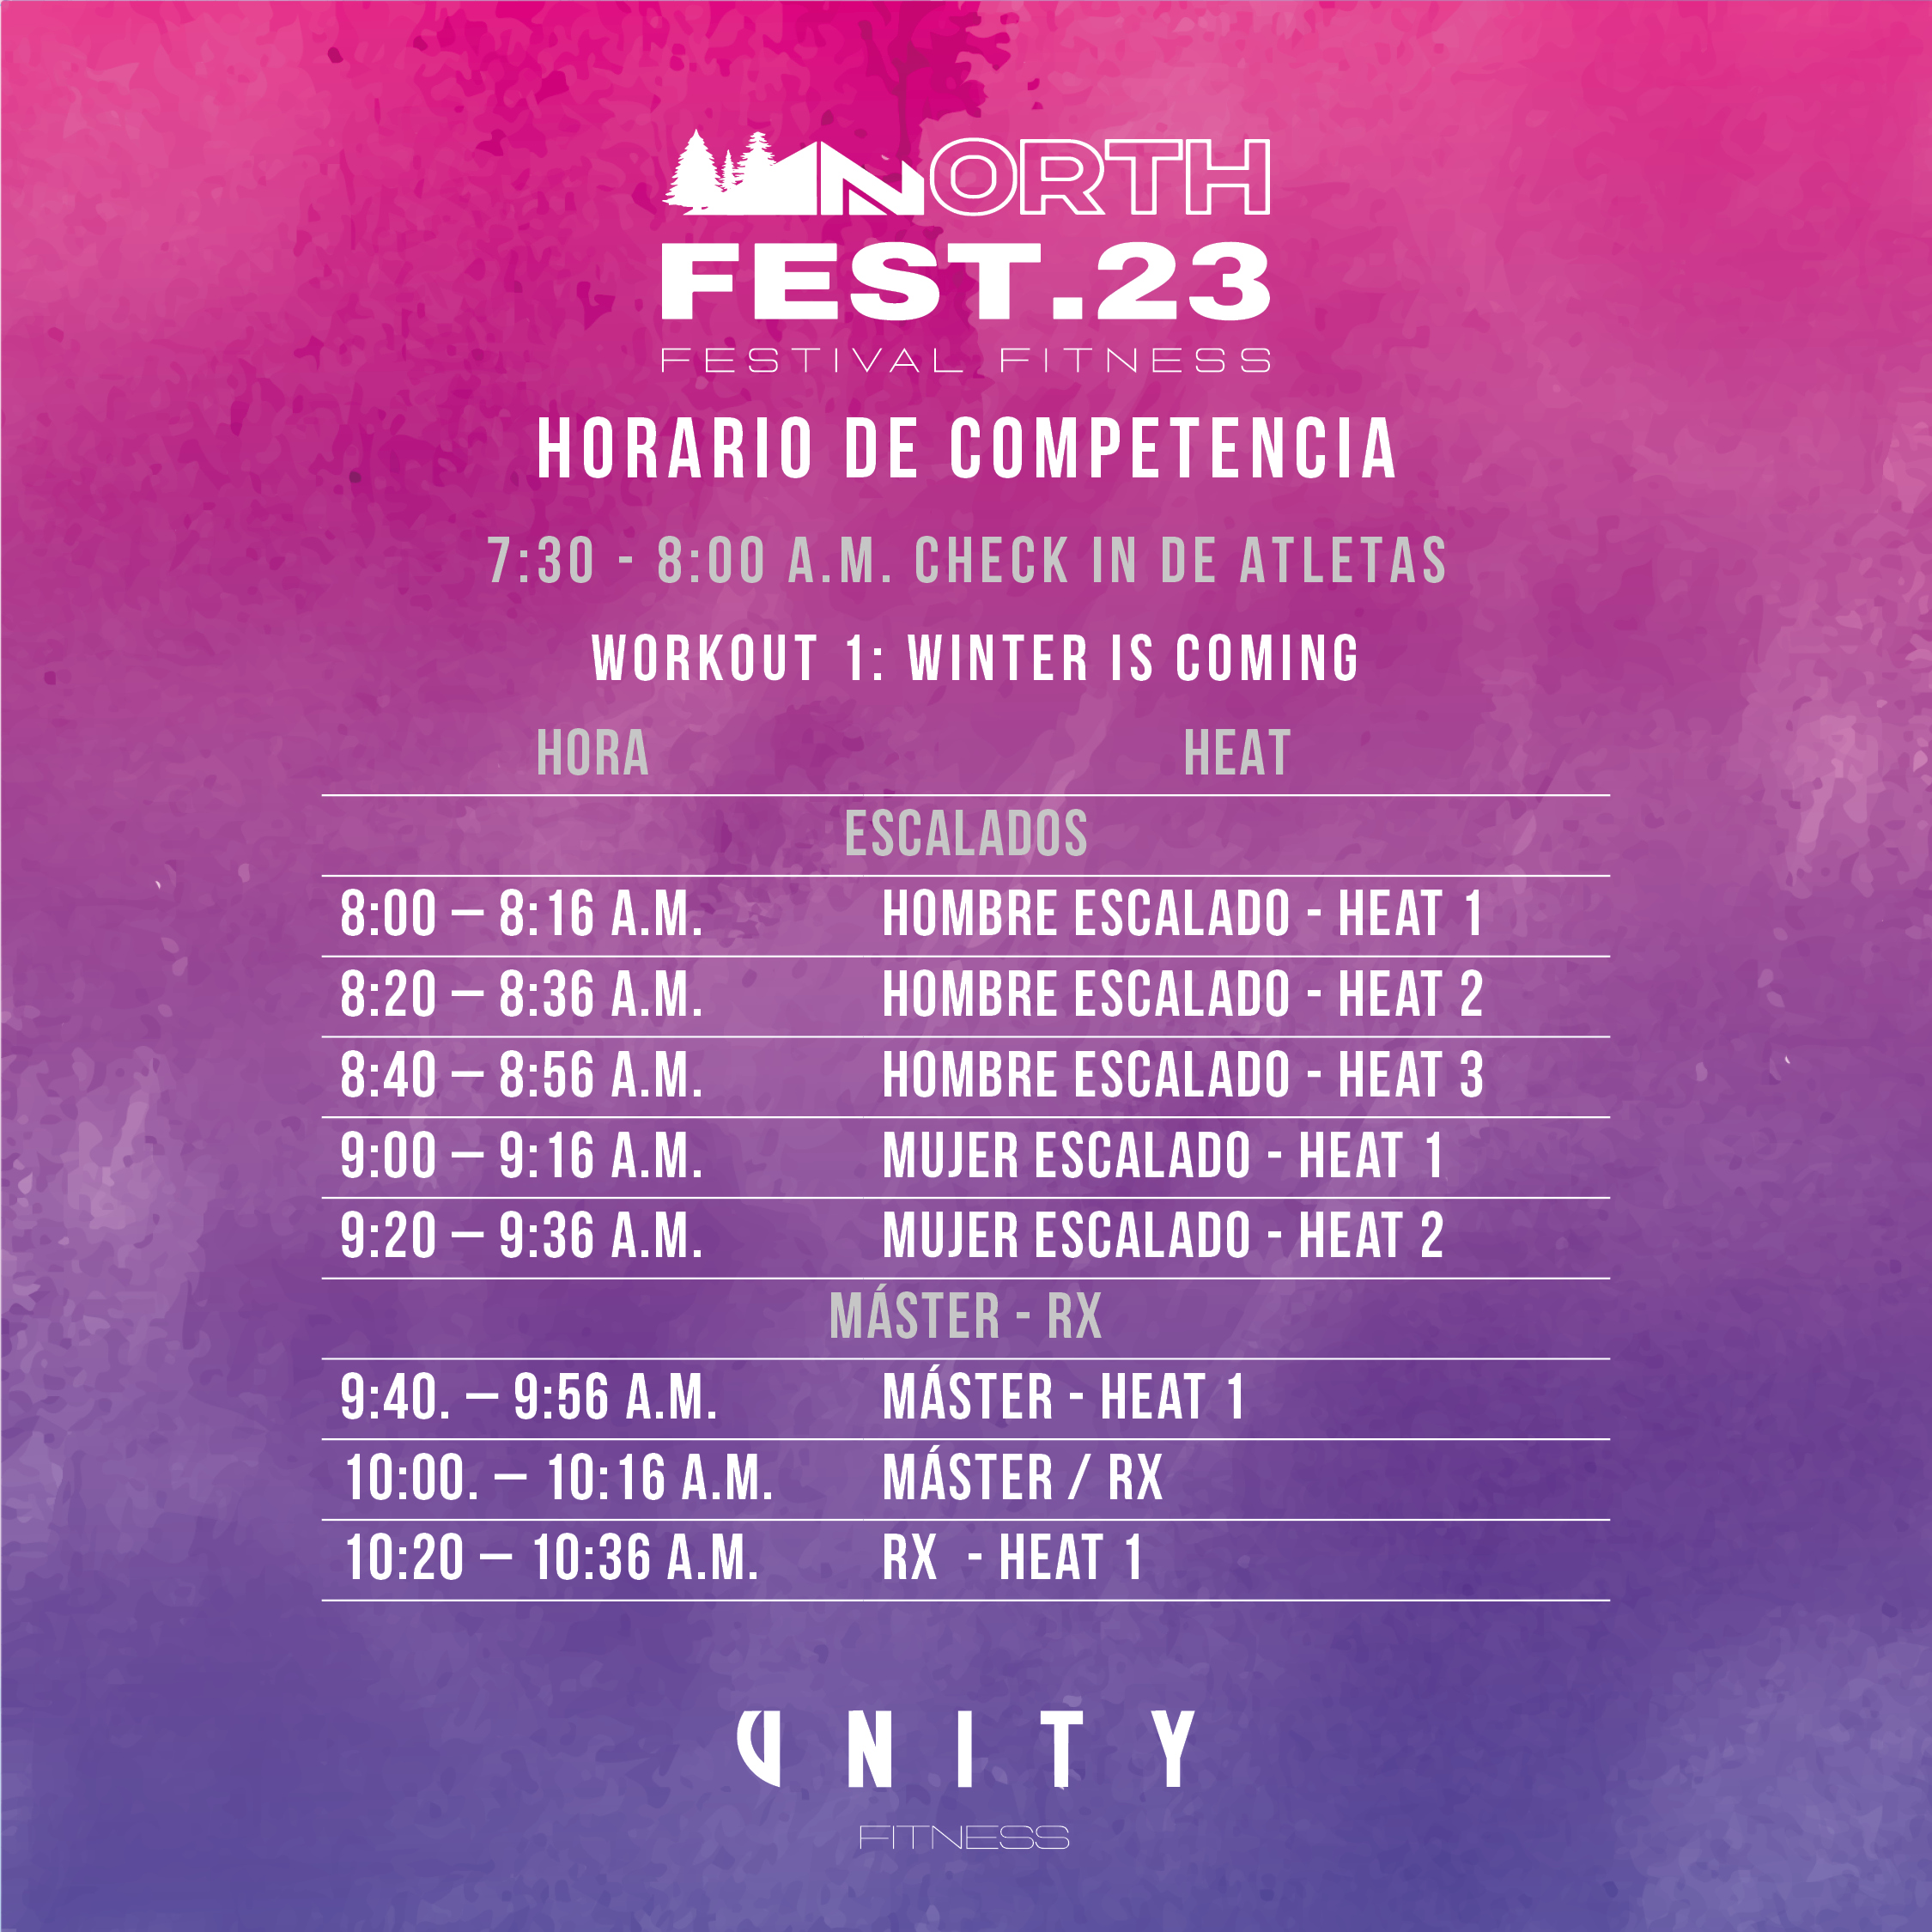 NORTH
FEST.23
FESTIVAL FITNESS
HORARIO DE COMPETENCIA
7:30 - 8:00 A.M. CHECK IN DE ATLETAS
WORKOUT 1: WINTER IS COMING
HORA HEAT
ESCALADOS
8:00 – 8:16 A.M. HOMBRE ESCALADO - HEAT 1
8:20 – 8:36 A.M. HOMBRE ESCALADO - HEAT 2
8:40 – 8:56 A.M. HOMBRE ESCALADO - HEAT 3
9:00 – 9:16 A.M. MUJER ESCALADO - HEAT 1
9:20 – 9:36 A.M. MUJER ESCALADO - HEAT 2
MÁSTER - RX
9:40. – 9:56 A.M. MÁSTER - HEAT 1
10:00. – 10:16 A.M. MÁSTER / RX
10:20 – 10:36 A.M. RX - HEAT 1
UNITY
FITNESS